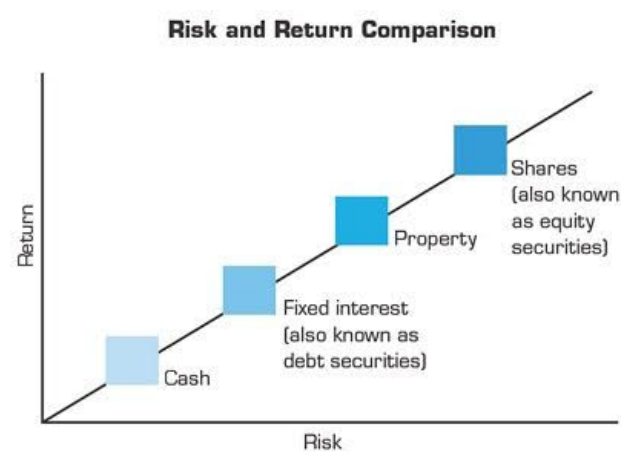 Risk and Return Comparison
Return
Shares
(also known
as equity
securities)
Property
Fixed interest
(also known as
debt securities)
Cash
Risk